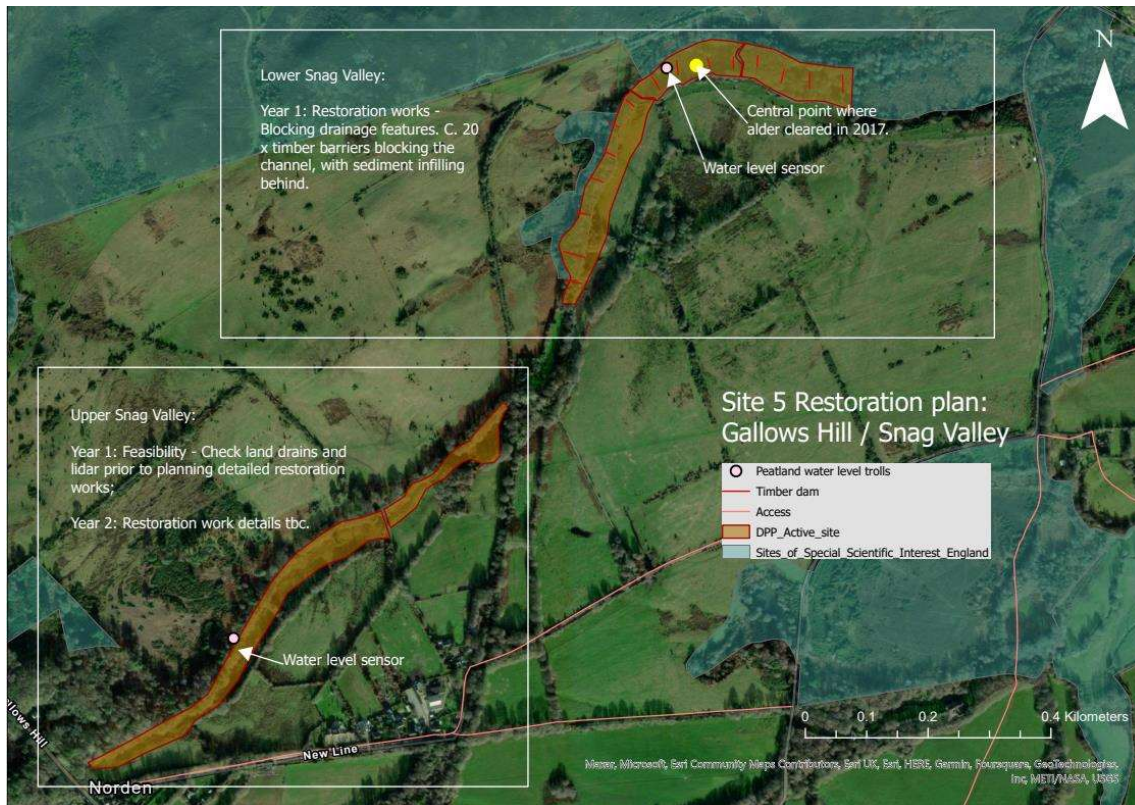 N
Lower Snag Valley:
Year 1: Restoration works -
Blocking drainage features. C. 20
x timber barriers blocking the
channel, with sediment infilling
behind.
Central point where
alder cleared in 2017.
Water level sensor
Upper Snag Valley:
Year 1: Feasibility - Check land drains and
lidar prior to planning detailed restoration
works;
Year 2: Restoration work details tbc.
Water level sensor
Site 5 Restoration plan:
Gallows Hill / Snag Valley
Peatland water level trolls
Timber dam
Access
DPP_Active_site
Sites_of_Special_Scientific_Interest_England
0 0.1 0.2 0.4 Kilometers
Hill
New Line
Norden
Maxar, Microsoft, Esri Community Maps Contributors, Esri UK, Esri, HERE, Garmin, Foursquare, GeoTechnologies,
Inc, METI/NASA, USGS